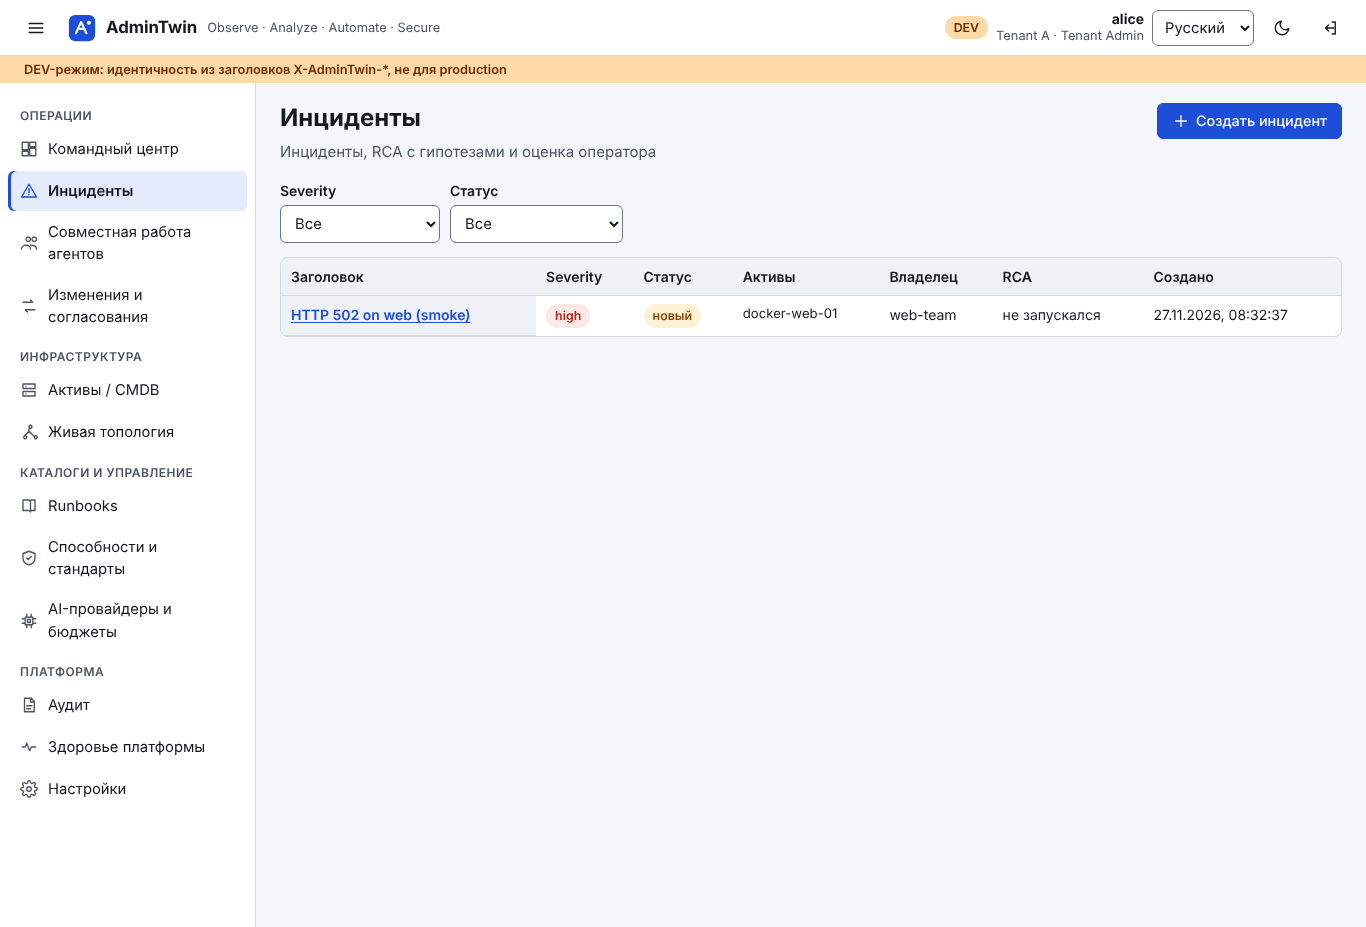 AdminTwin
Observe · Analyze · Automate · Secure
DEV
alice
Tenant A · Tenant Admin
Русский
DEV-режим: идентичность из заголовков X-AdminTwin-*, не для production
ОПЕРАЦИИ
Командный центр
Инциденты
Совместная работа
агентов
Изменения и
согласования
ИНФРАСТРУКТУРА
Активы / CMDB
Живая топология
КАТАЛОГИ И УПРАВЛЕНИЕ
Runbooks
Способности и
стандарты
AI-провайдеры и
бюджеты
ПЛАТФОРМА
Аудит
Здоровье платформы
Настройки
Инциденты
Создать инцидент
Инциденты, RCA с гипотезами и оценка оператора
Severity Статус
Все Все
Заголовок Severity Статус Активы Владелец RCA Создано
HTTP 502 on web (smoke) high новый docker-web-01 web-team не запускался 27.11.2026, 08:32:37